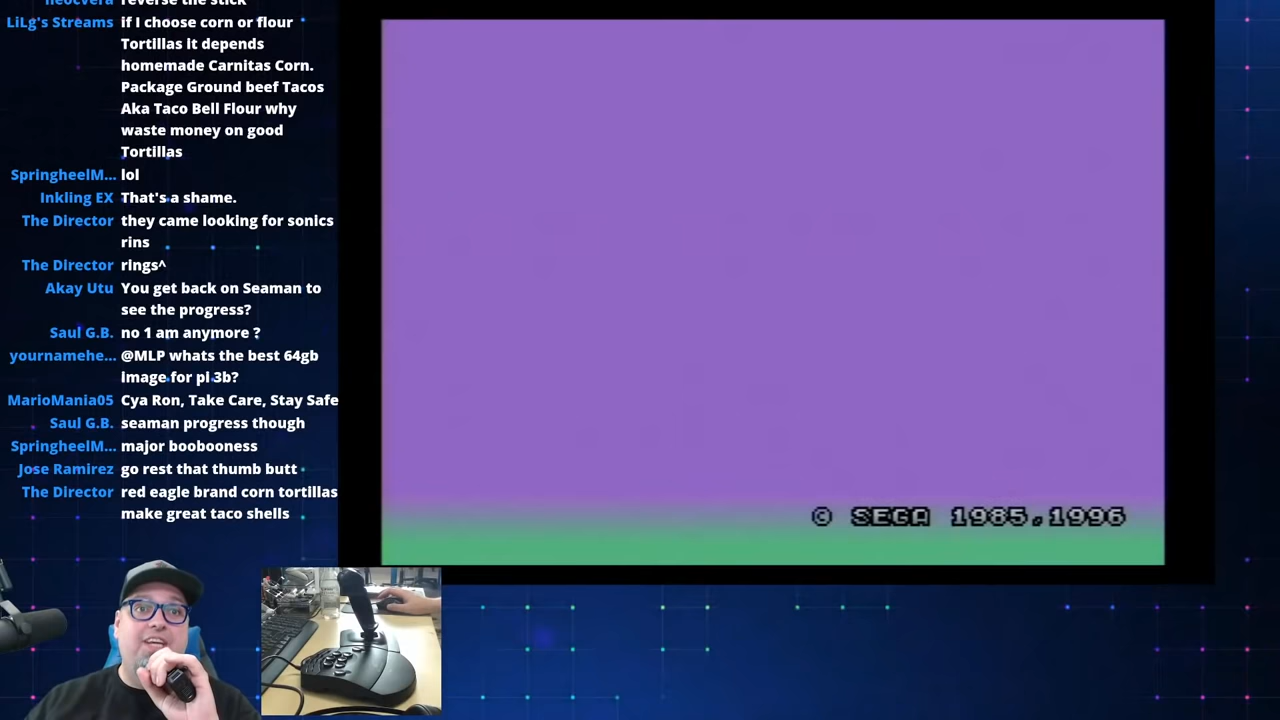 neocvera reverse the stick
LiLg's Streams if I choose corn or flour
Tortillas it depends
homemade Carnitas Corn.
Package Ground beef Tacos
Aka Taco Bell Flour why
waste money on good
Tortillas
SpringheelM... lol
Inkling EX That's a shame.
The Director they came looking for sonics
rins
The Director rings^
Akay Utu You get back on Seaman to
see the progress?
Saul G.B. no 1 am anymore ?
yournamehe... @MLP whats the best 64gb
image for pi 3b?
MarioMania05 Cya Ron, Take Care, Stay Safe
Saul G.B. seaman progress though
SpringheelM... major boobooness
Jose Ramirez go rest that thumb butt
The Director red eagle brand corn tortillas
make great taco shells
© SEGA 1985,1996